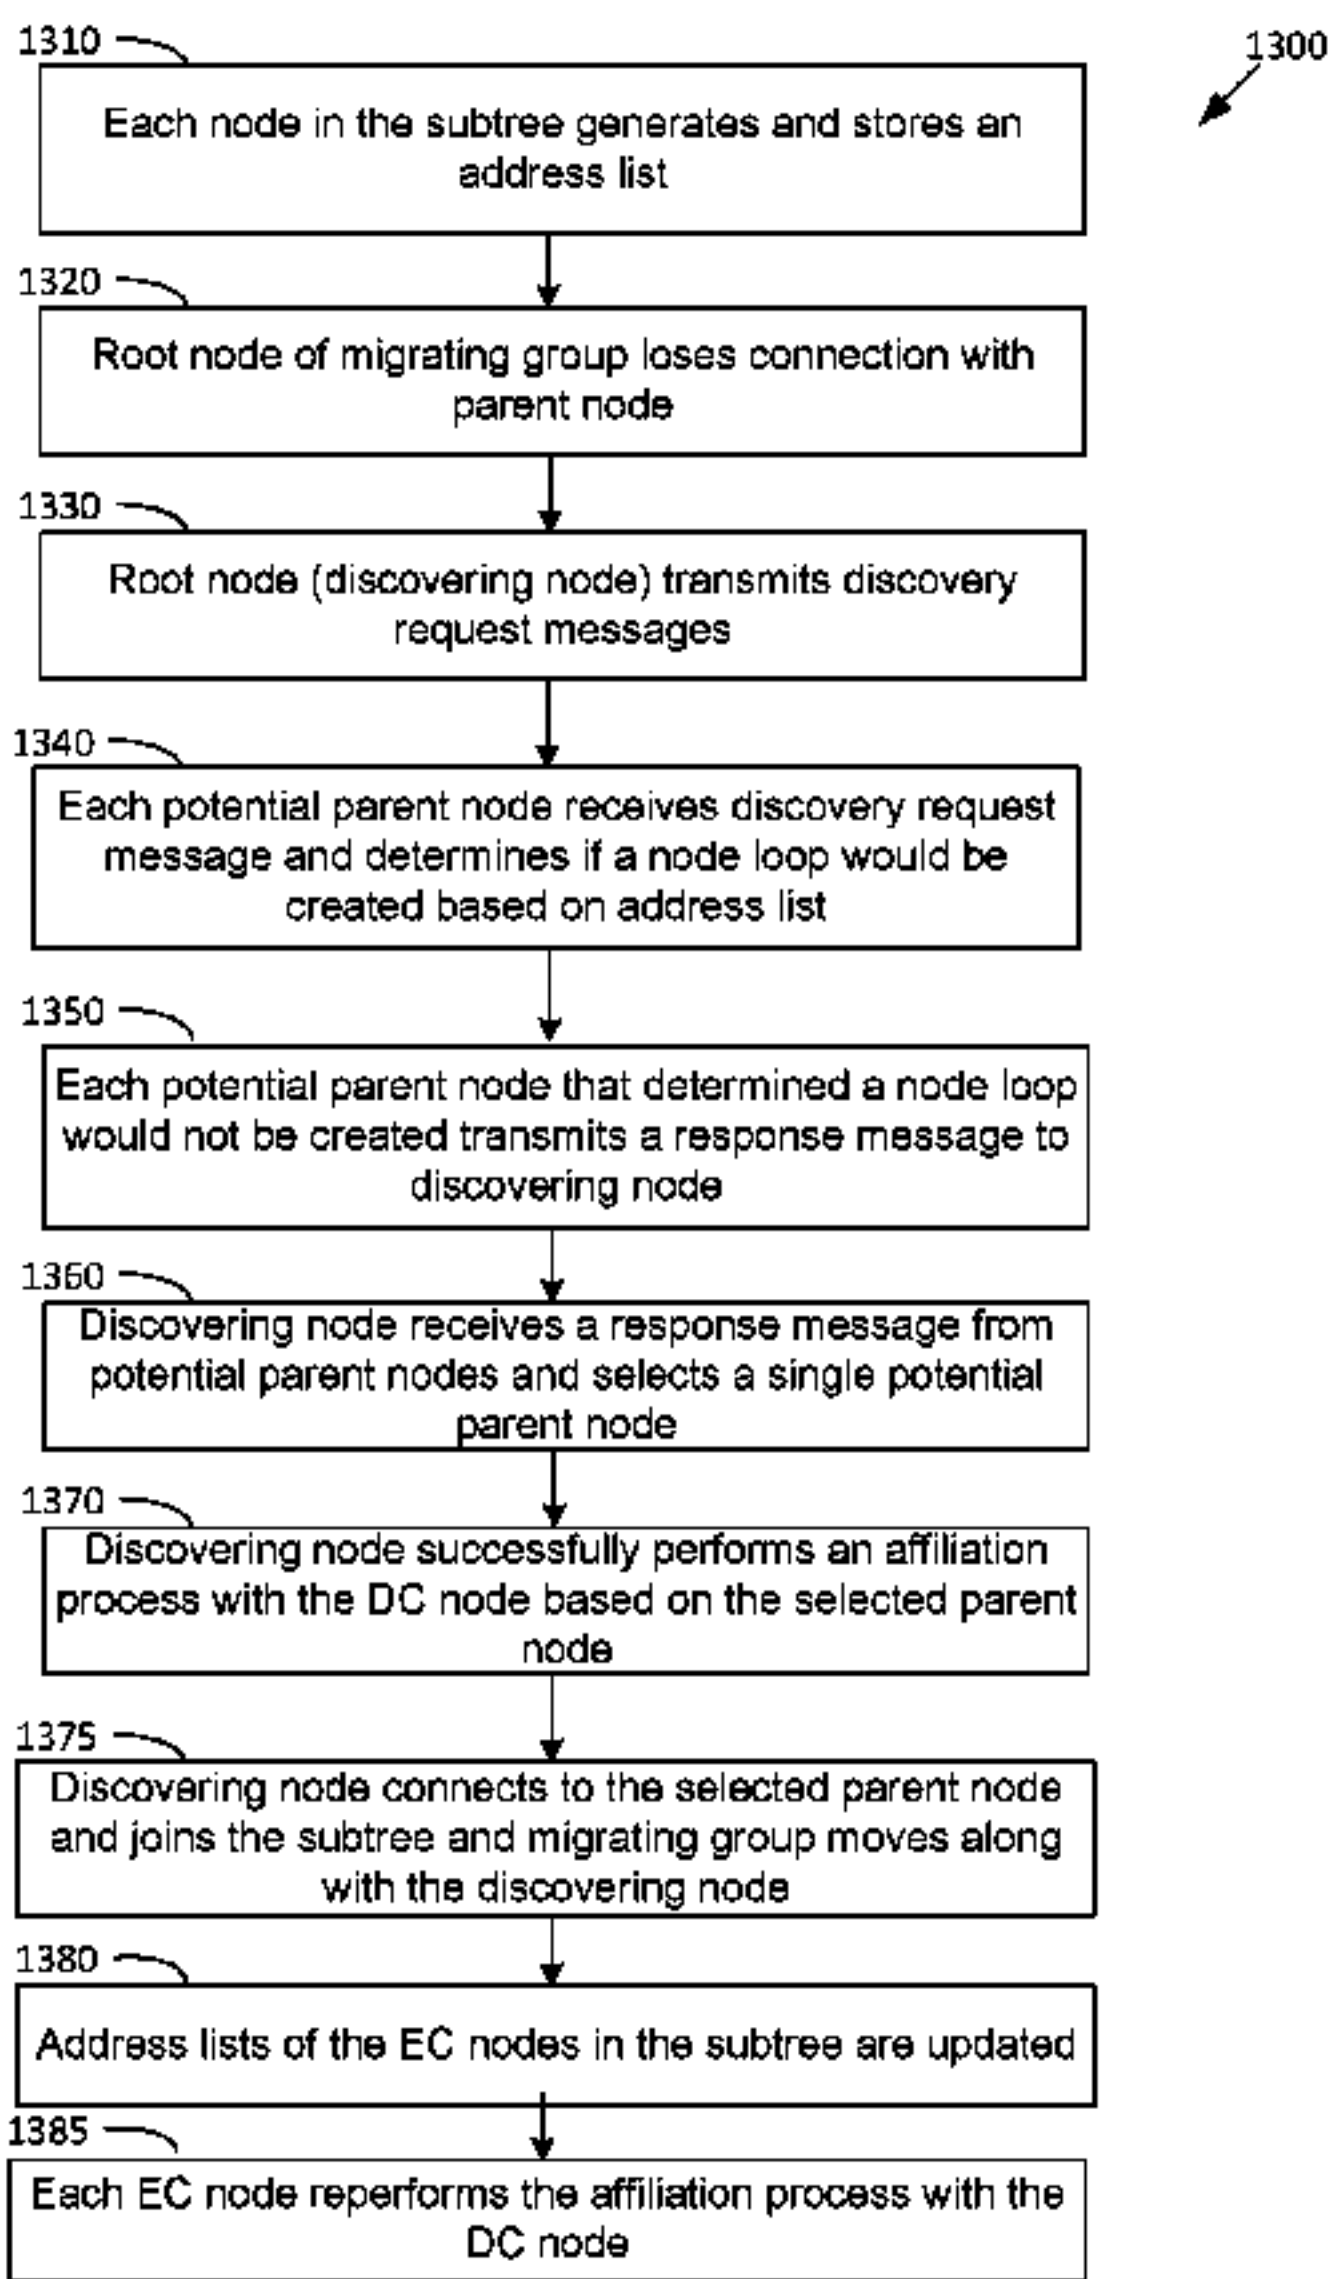 1310
1300
Each node in the subtree generates and stores an
address list
1320
Root node of migrating group loses connection with
parent node
1330
Root node (discovering node) transmits discovery
request messages
1340
Each potential parent node receives discovery request
message and determines if a node loop would be
created based on address list
1350
Each potential parent node that determined a node loop
would not be created transmits a response message to
discovering node
1360
Discovering node receives a response message from
potential parent nodes and selects a single potential
parent node
1370
Discovering node successfully performs an affiliation
process with the DC node based on the selected parent
node
1375
Discovering node connects to the selected parent node
and joins the subtree and migrating group moves along
with the discovering node
1380
Address lists of the EC nodes in the subtree are updated
1385
Each EC node reperforms the affiliation process with the
DC node